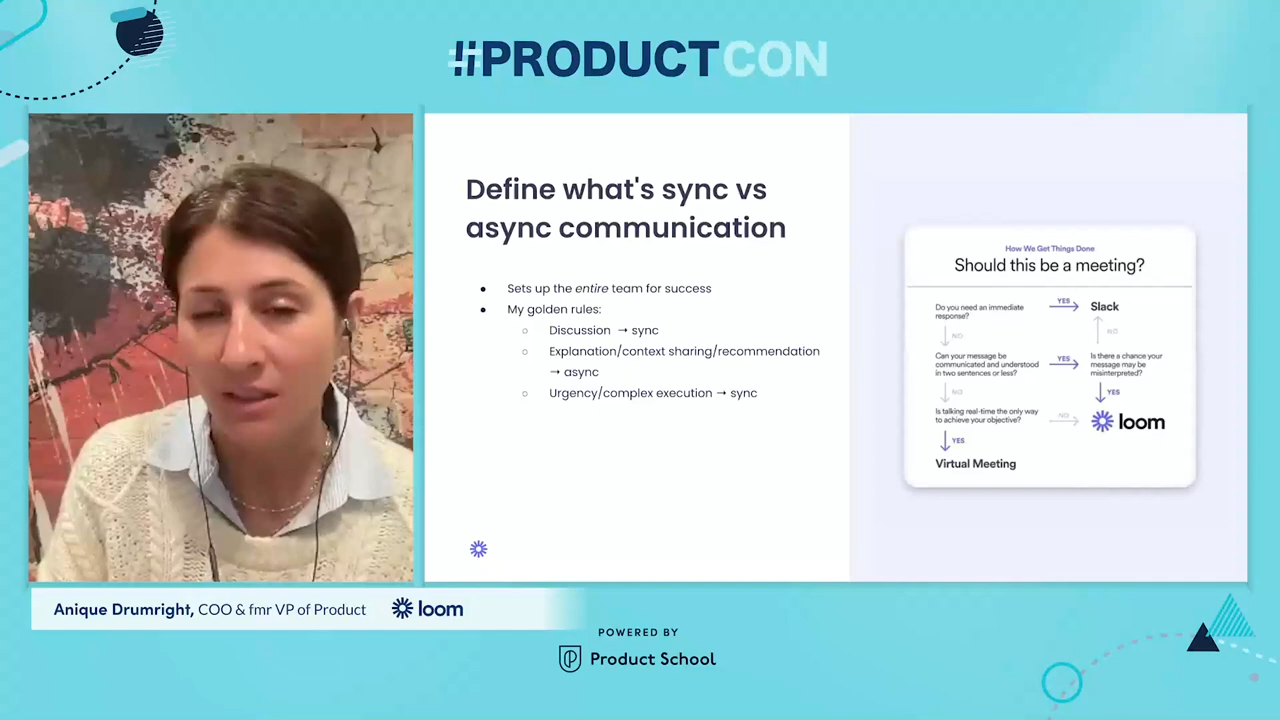 #PRODUCTCON
Define what's sync vs
async communication
● Sets up the entire team for success
● My golden rules:
○ Discussion → sync
○ Explanation/context sharing/recommendation
→ async
○ Urgency/complex execution → sync
How We Get Things Done
Should this be a meeting?
Do you need an immediate
response?
YES
Slack
NO
NO
Can your message be
communicated and understood
in two sentences or less?
YES
Is there a chance your
message may be
misinterpreted?
NO
YES
Is talking real-time the only way
to achieve your objective?
NO
loom
YES
Virtual Meeting
Anique Drumright, COO & fmr VP of Product
loom
POWERED BY
Product School